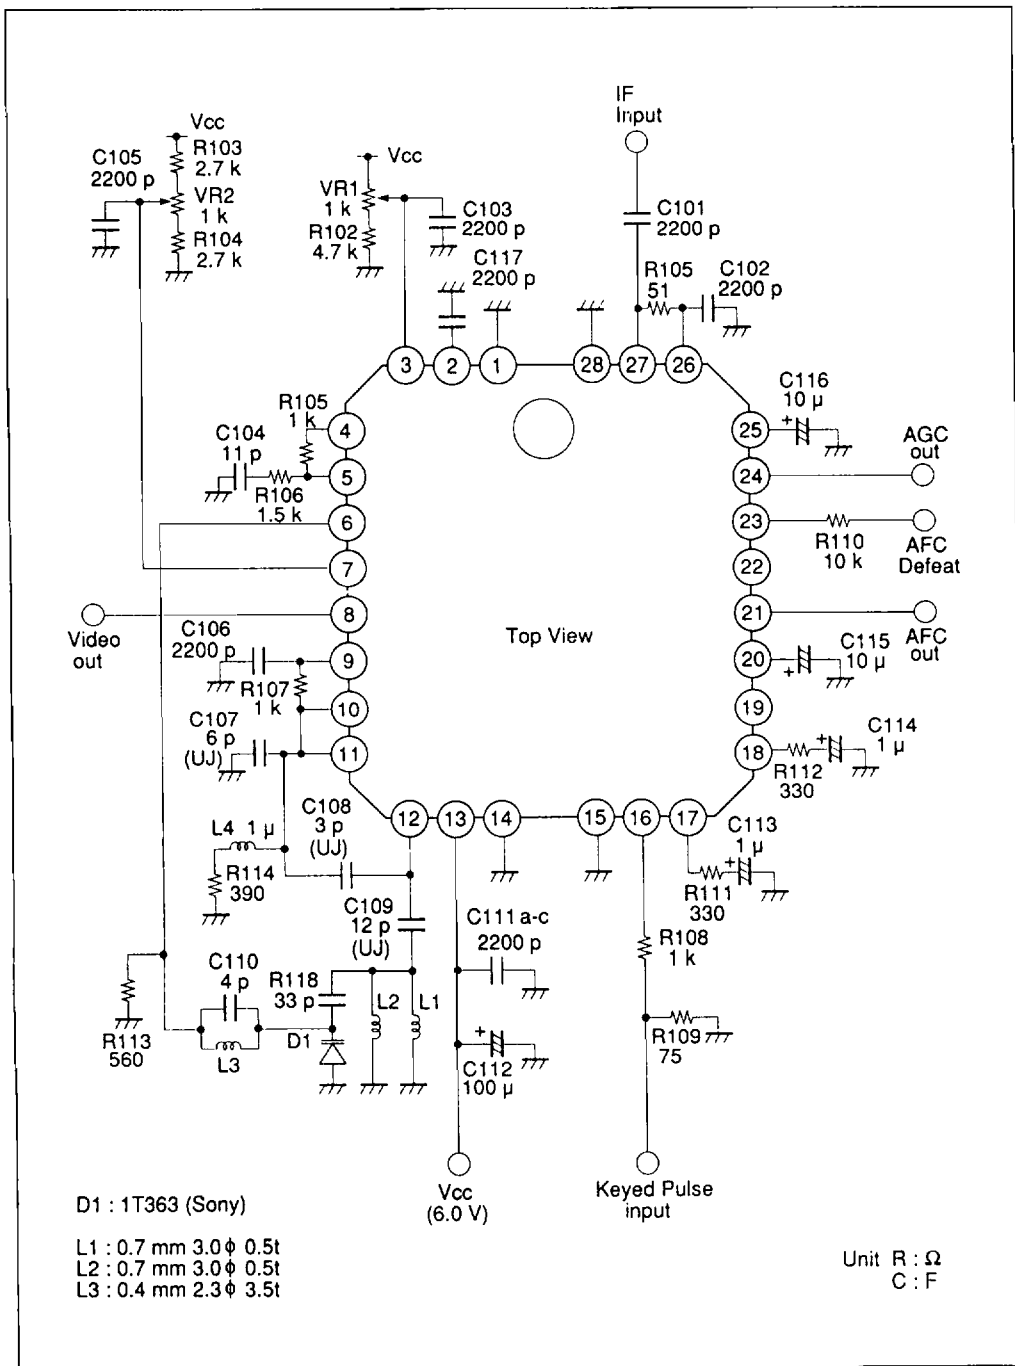 IF
Input
Vcc
R103
2.7 k
C105
2200 p
VR2
1 k
R104
2.7 k
Vcc
VR1
1 k
R102
4.7 k
C103
2200 p
C117
2200 p
C101
2200 p
R105
51
C102
2200 p
3
2
1
28
27
26
R105
1 k
C104
11 p
R106
1.5 k
4
5
6
7
8
9
10
11
Video
out
C106
2200 p
R107
1 k
C107
6 p
(UJ)
Top View
C116
10 μ
+
25
24
23
22
21
20
19
18
AGC
out
R110
10 k
AFC
Defeat
AFC
out
C115
10 μ
+
C114
1 μ
+
R112
330
12
13
14
15
16
17
C108
3 p
(UJ)
L4 1 μ
R114
390
C109
12 p
(UJ)
C113
1 μ
+
R111
330
C111 a-c
2200 p
R108
1 k
C110
4 p
R118
33 p
L2
L1
R113
560
L3
D1
+
C112
100 μ
R109
75
Vcc
(6.0 V)
Keyed Pulse
input
D1 : 1T363 (Sony)
L1 : 0.7 mm 3.0 ϕ 0.5t
L2 : 0.7 mm 3.0 ϕ 0.5t
L3 : 0.4 mm 2.3 ϕ 3.5t
Unit R : Ω
C : F